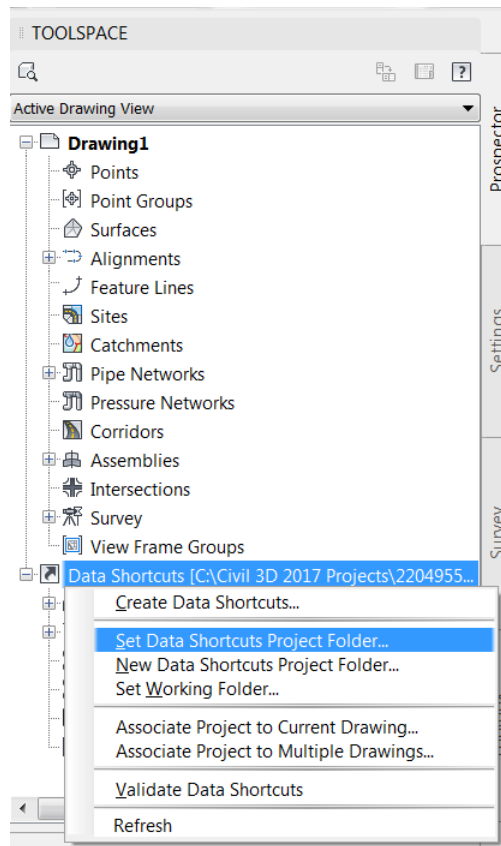 TOOLSPACE
?
Active Drawing View
Drawing1
Points
Point Groups
Surfaces
Alignments
Feature Lines
Sites
Catchments
Pipe Networks
Pressure Networks
Corridors
Assemblies
Intersections
Survey
View Frame Groups
Data Shortcuts [C:\Civil 3D 2017 Projects\2204955...
Create Data Shortcuts...
Set Data Shortcuts Project Folder...
New Data Shortcuts Project Folder...
Set Working Folder...
Associate Project to Current Drawing...
Associate Project to Multiple Drawings...
Validate Data Shortcuts
Refresh
Prospector
Settings
Survey